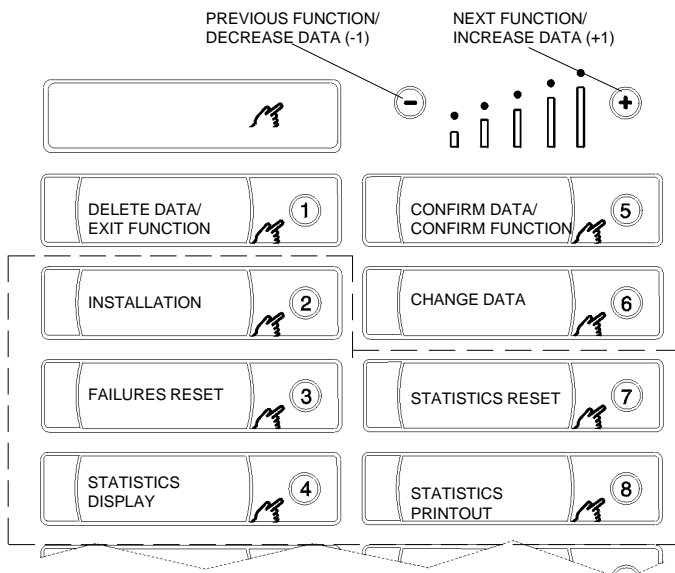 PREVIOUS FUNCTION/
DECREASE DATA (-1)
NEXT FUNCTION/
INCREASE DATA (+1)
-
+
DELETE DATA/
EXIT FUNCTION
1
CONFIRM DATA/
CONFIRM FUNCTION
5
INSTALLATION
2
CHANGE DATA
6
FAILURES RESET
3
STATISTICS RESET
7
STATISTICS
DISPLAY
4
STATISTICS
PRINTOUT
8